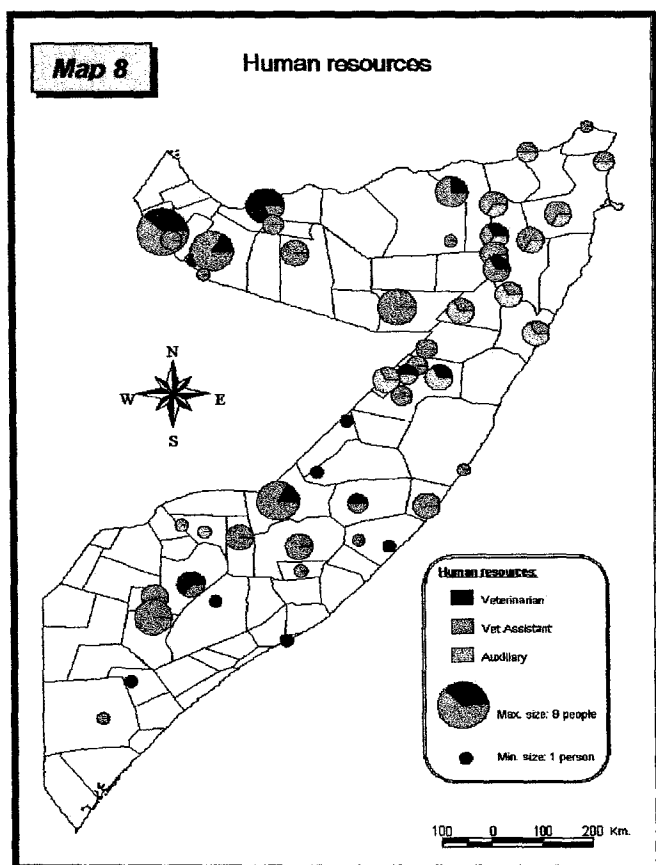 Map 8
Human resources
N
W E
S
Human resources:
Veterinarian
Vet Assistant
Auxiliary
Max. size: 9 people
Min. size: 1 person
100 0 100 200 Km.